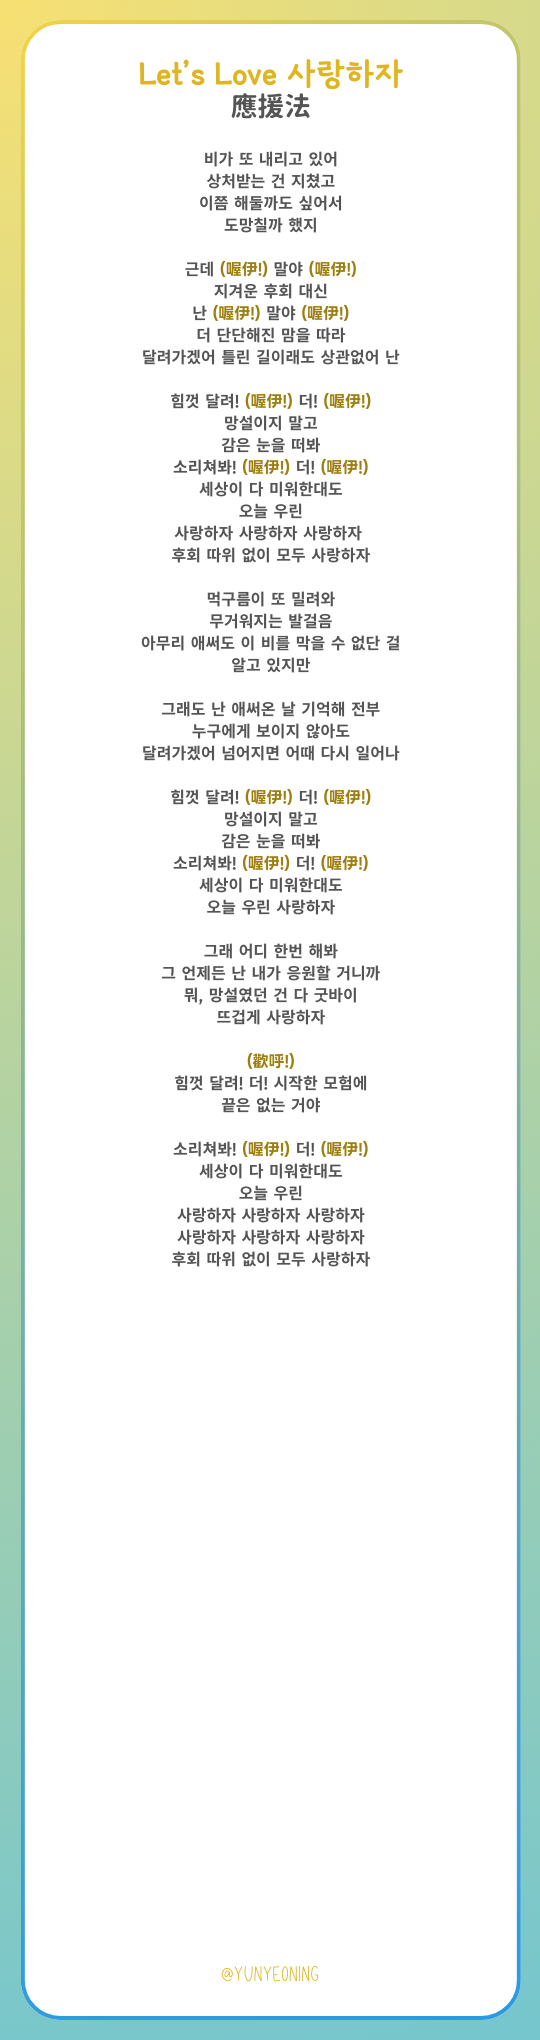 Let's Love 사랑하자
應援法
비가 또 내리고 있어
상처받는 건 지쳤고
이쯤 해둘까도 싶어서
도망칠까 했지
근데 (喔伊!) 말야 (喔伊!)
지겨운 후회 대신
난 (喔伊!) 말야 (喔伊!)
더 단단해진 맘을 따라
달려가겠어 틀린 길이래도 상관없어 난
힘껏 달려! (喔伊!) 더! (喔伊!)
망설이지 말고
감은 눈을 떠봐
소리쳐봐! (喔伊!) 더! (喔伊!)
세상이 다 미워한대도
오늘 우린
사랑하자 사랑하자 사랑하자
후회 따위 없이 모두 사랑하자
먹구름이 또 밀려와
무거워지는 발걸음
아무리 애써도 이 비를 막을 수 없단 걸
알고 있지만
그래도 난 애써온 날 기억해 전부
누구에게 보이지 않아도
달려가겠어 넘어지면 어때 다시 일어나
힘껏 달려! (喔伊!) 더! (喔伊!)
망설이지 말고
감은 눈을 떠봐
소리쳐봐! (喔伊!) 더! (喔伊!)
세상이 다 미워한대도
오늘 우린 사랑하자
그래 어디 한번 해봐
그 언제든 난 내가 응원할 거니까
뭐, 망설였던 건 다 굿바이
뜨겁게 사랑하자
(歡呼!)
힘껏 달려! 더! 시작한 모험에
끝은 없는 거야
소리쳐봐! (喔伊!) 더! (喔伊!)
세상이 다 미워한대도
오늘 우린
사랑하자 사랑하자 사랑하자
사랑하자 사랑하자 사랑하자
후회 따위 없이 모두 사랑하자
@YUNYEONING